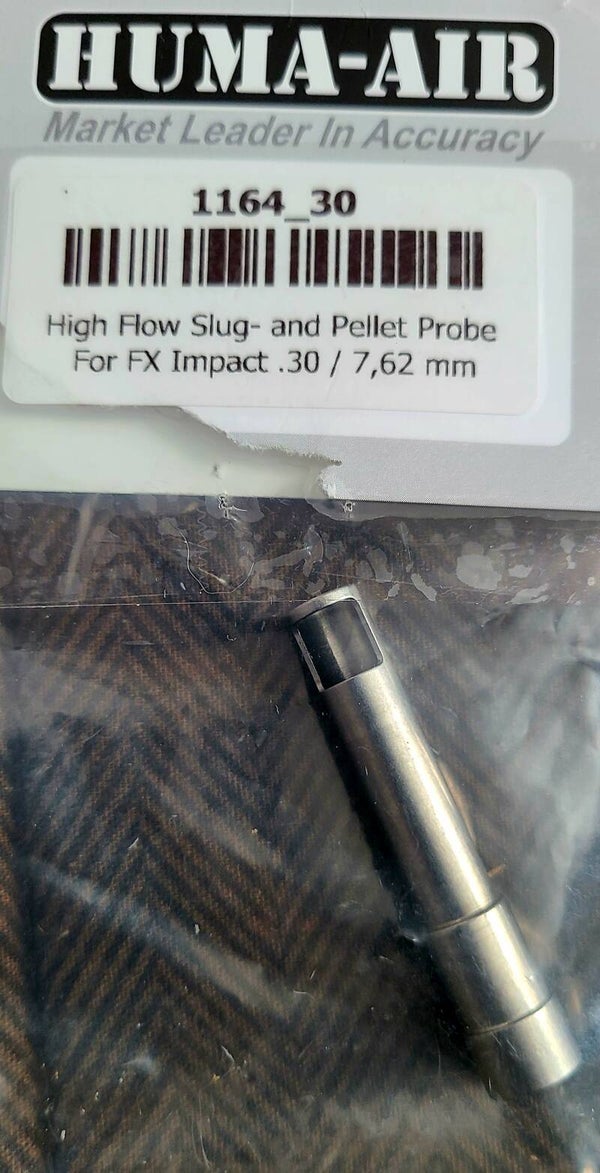 HUMA-AIR
Market Leader In Accuracy
1164_30
High Flow Slug- and Pellet Probe
For FX Impact .30 / 7,62 mm